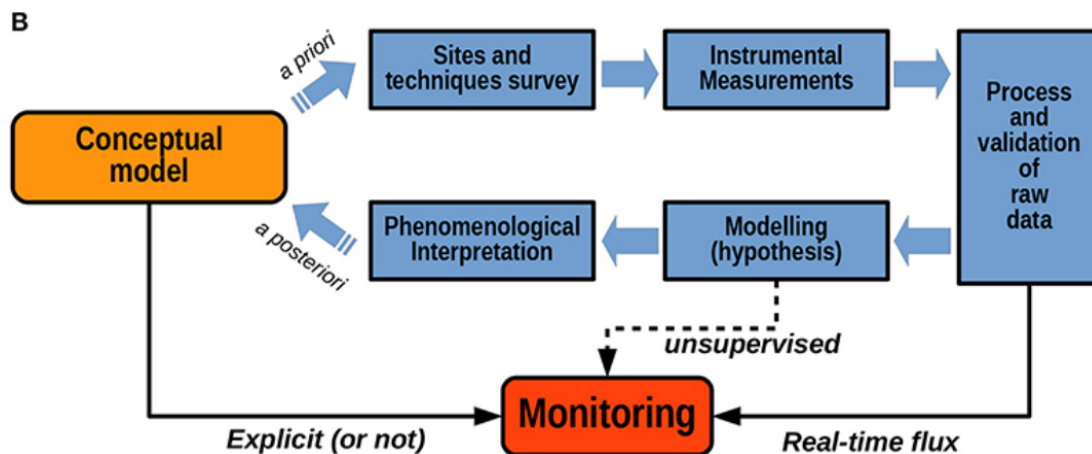 B
a priori
Sites and
techniques survey
Instrumental
Measurements
Process
and
validation
of
raw
data
Conceptual
model
a posteriori
Phenomenological
Interpretation
Modelling
(hypothesis)
unsupervised
Monitoring
Explicit (or not)
Real-time flux